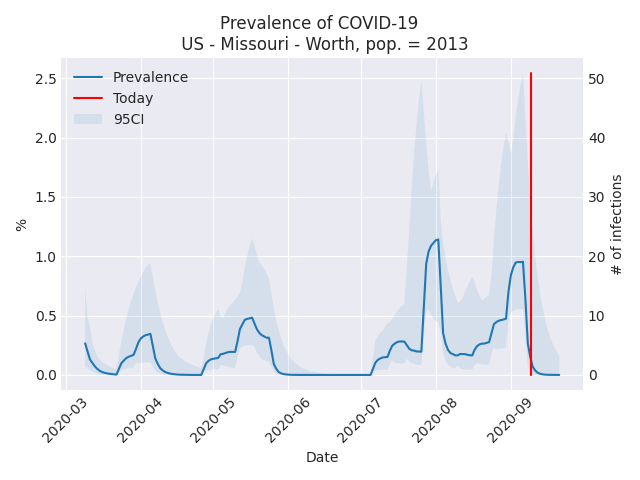 Prevalence of COVID-19
US - Missouri - Worth, pop. = 2013
Prevalence
Today
95CI
2.5
2.0
1.5
1.0
0.5
0.0
%
50
40
30
20
10
0
# of infections
2020-03
2020-04
2020-05
2020-06
2020-07
2020-08
2020-09
Date